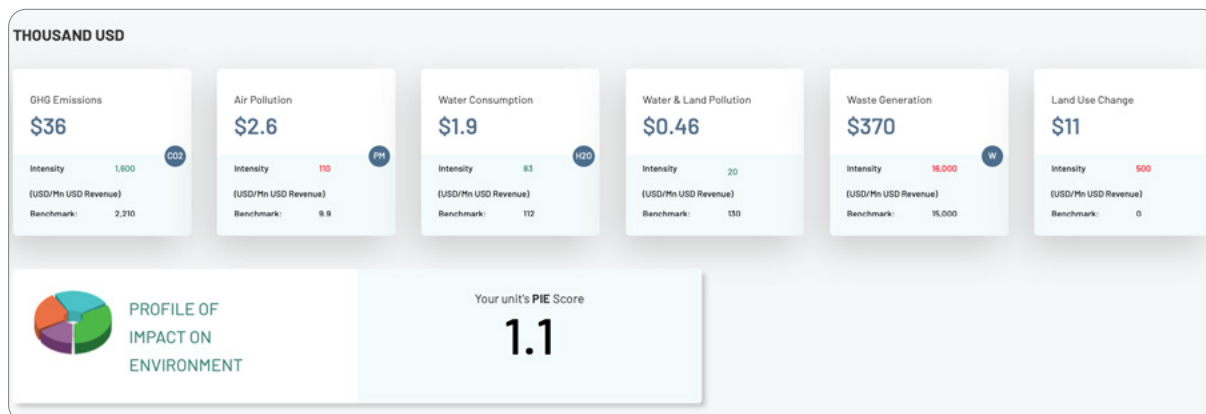 THOUSAND USD
GHG Emissions
$36
CO2
Intensity 1,600
(USD/Mn USD Revenue)
Benchmark: 2,210
Air Pollution
$2.6
PM
Intensity 110
(USD/Mn USD Revenue)
Benchmark: 9.9
Water Consumption
$1.9
H2O
Intensity 83
(USD/Mn USD Revenue)
Benchmark: 112
Water & Land Pollution
$0.46
Intensity 20
(USD/Mn USD Revenue)
Benchmark: 130
Waste Generation
$370
W
Intensity 16,000
(USD/Mn USD Revenue)
Benchmark: 15,000
Land Use Change
$11
Intensity 500
(USD/Mn USD Revenue)
Benchmark: 0
PROFILE OF
IMPACT ON
ENVIRONMENT
Your unit's PIE Score
1.1